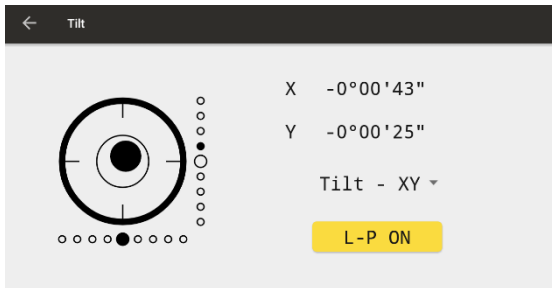 Tilt
X -0°00'43"
Y -0°00'25"
Tilt - XY
L-P ON